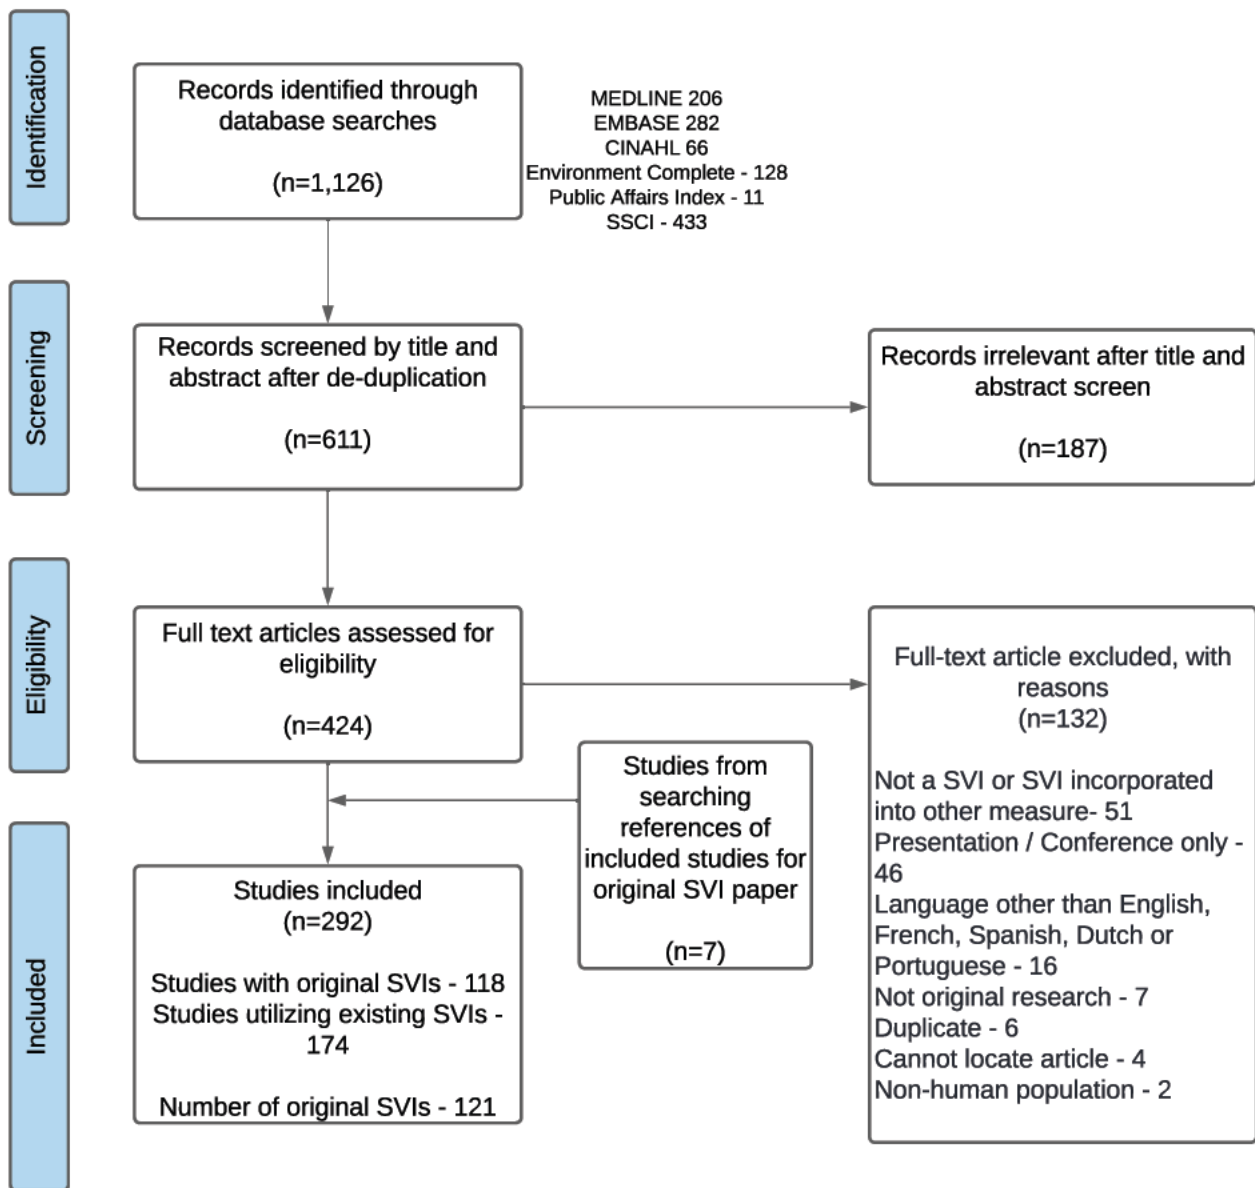 Identification
Records identified through
database searches
(n=1,126)
MEDLINE 206
EMBASE 282
CINAHL 66
Environment Complete - 128
Public Affairs Index - 11
SSCI - 433
Screening
Records screened by title and
abstract after de-duplication
(n=611)
Records irrelevant after title and
abstract screen
(n=187)
Eligibility
Full text articles assessed for
eligibility
(n=424)
Full-text article excluded, with
reasons
(n=132)
Not a SVI or SVI incorporated
into other measure- 51
Presentation / Conference only -
46
Language other than English,
French, Spanish, Dutch or
Portuguese - 16
Not original research - 7
Duplicate - 6
Cannot locate article - 4
Non-human population - 2
Studies from
searching
references of
included studies for
original SVI paper
(n=7)
Included
Studies included
(n=292)
Studies with original SVIs - 118
Studies utilizing existing SVIs -
174
Number of original SVIs - 121